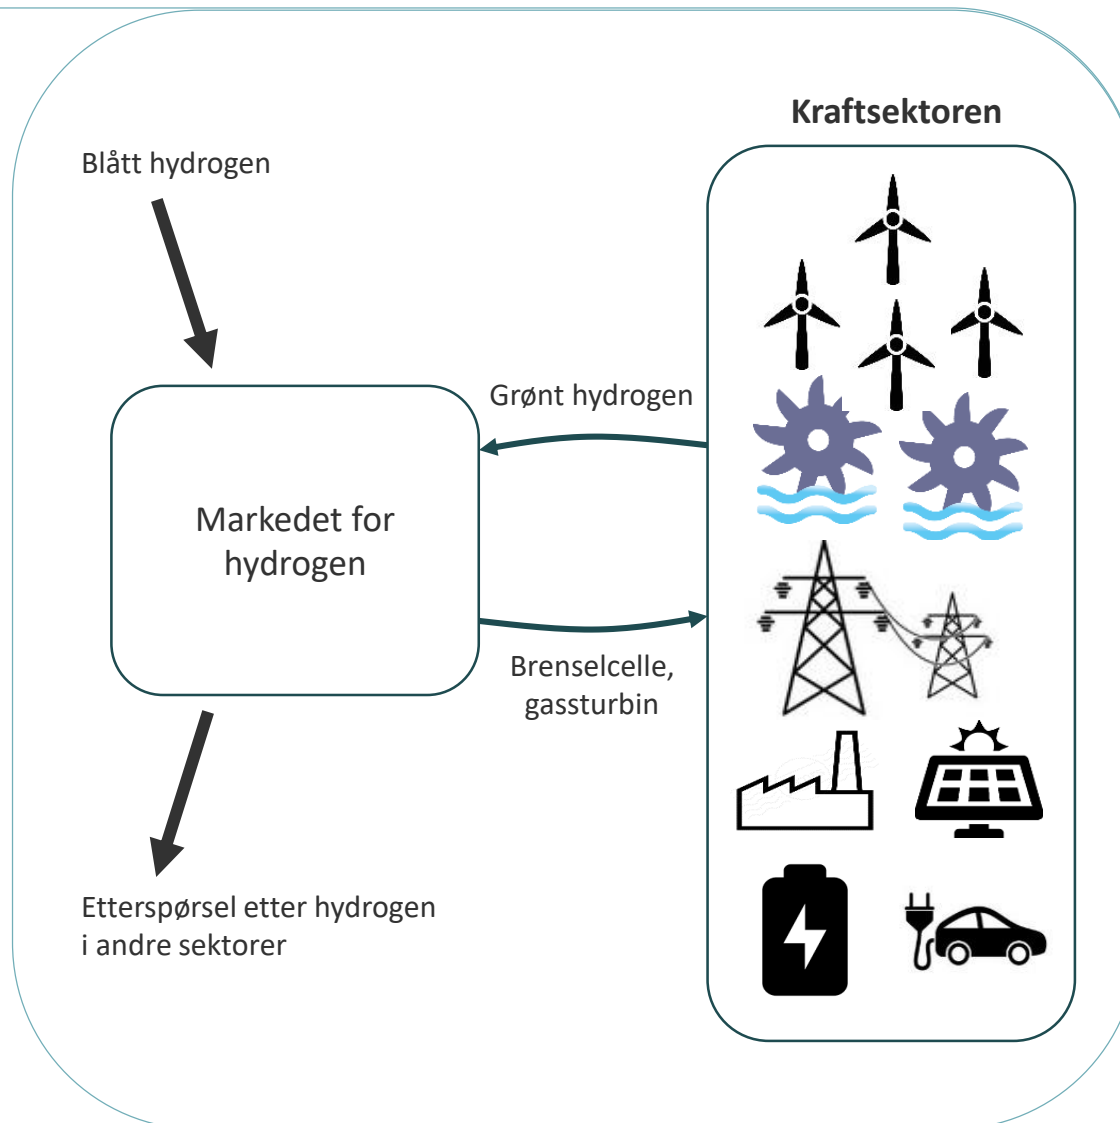 Kraftsektoren
Blått hydrogen
Grønt hydrogen
Markedet for
hydrogen
Brenselcelle,
gassturbin
Etterspørsel etter hydrogen
i andre sektorer